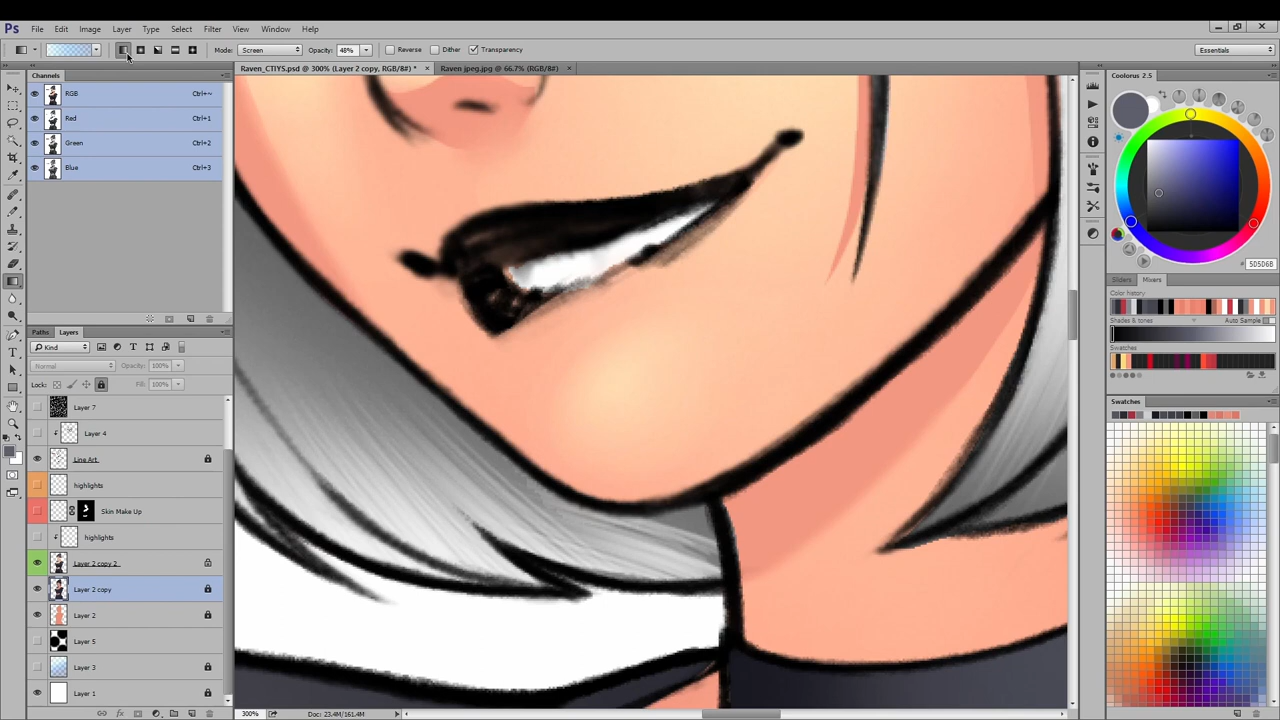 Ps File Edit Image Layer Type Select Filter View Window Help
Mode: Screen Opacity: 48% Reverse Dither Transparency Essentials
Channels
Raven_CTIYS.psd @ 300% (Layer 2 copy, RGB/8#) * × Raven jpeg.jpg @ 66.7% (RGB/8#) ×
Coolorus 2.5
RGB Ctrl+~
Red Ctrl+1
Green Ctrl+3
Blue Ctrl+3
# 5D5D6B
Sliders Mixers
Color history
Shades & tones Auto Sample
Swatches
Paths Layers
Kind
Normal Opacity: 100%
Lock: Fill: 100%
Swatches
Layer 7
Layer 4
Line Art
highlights
Skin Make Up
highlights
Layer 2 copy 2
Layer 2 copy
Layer 2
Layer 5
Layer 3
Layer 1
300% Doc: 23.4M/161.4M